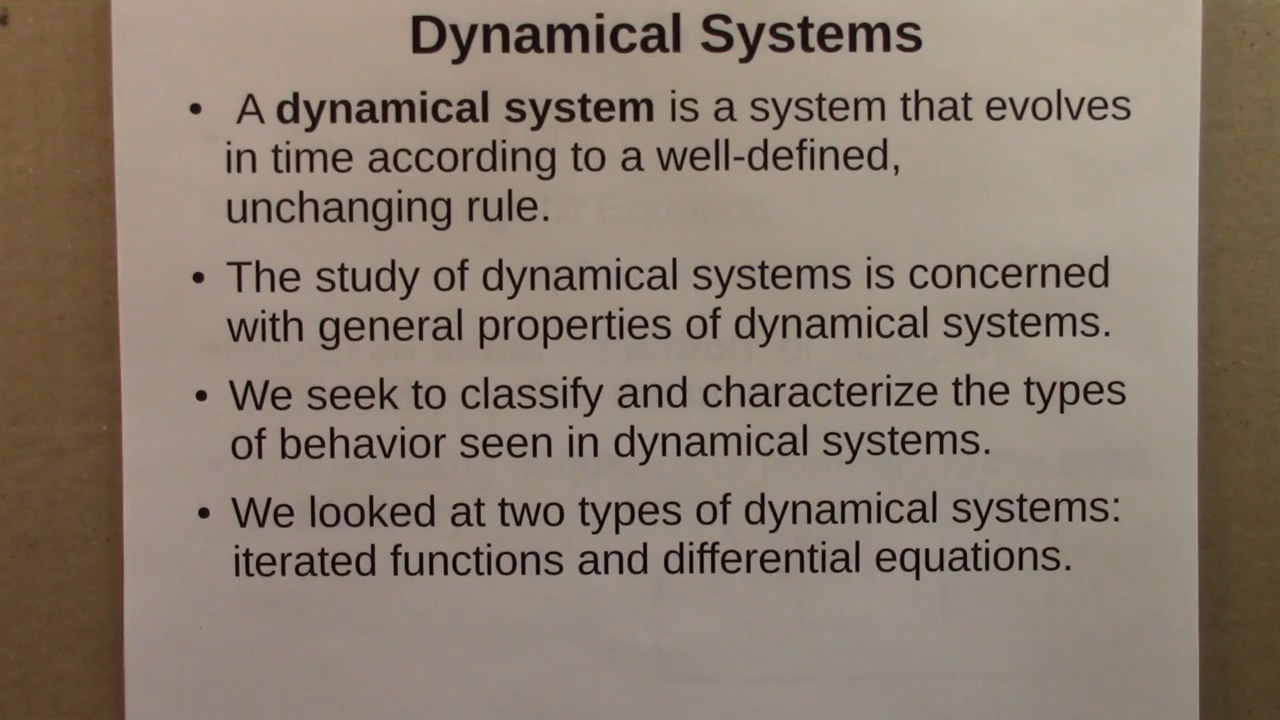 Dynamical Systems
• A dynamical system is a system that evolves
in time according to a well-defined,
unchanging rule.
• The study of dynamical systems is concerned
with general properties of dynamical systems.
• We seek to classify and characterize the types
of behavior seen in dynamical systems.
• We looked at two types of dynamical systems:
iterated functions and differential equations.